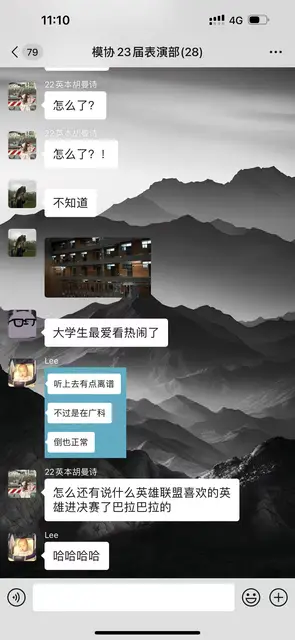 11:10
4G
79
模协23届表演部(28)
22英本胡曼诗
怎么了?
22英本胡曼诗
怎么了?!
不知道
大学生最爱看热闹了
Lee
听上去有点离谱
不过是在广科
倒也正常
22英本胡曼诗
怎么还有说什么英雄联盟喜欢的英
雄进决赛了巴拉巴拉的
Lee
哈哈哈哈